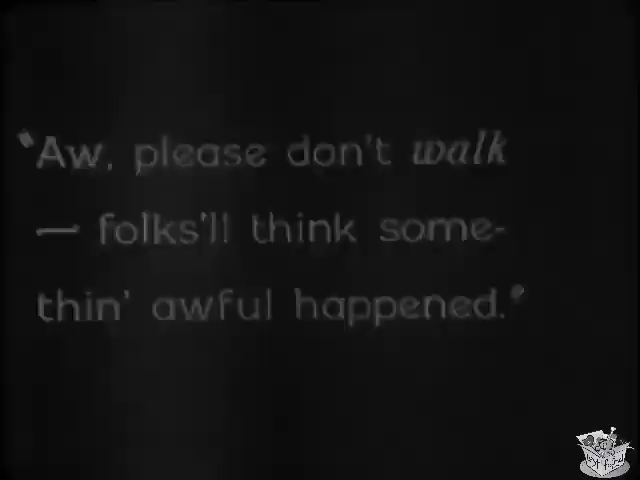 "Aw, please don't walk
— folks'll think some-
thin' awful happened."